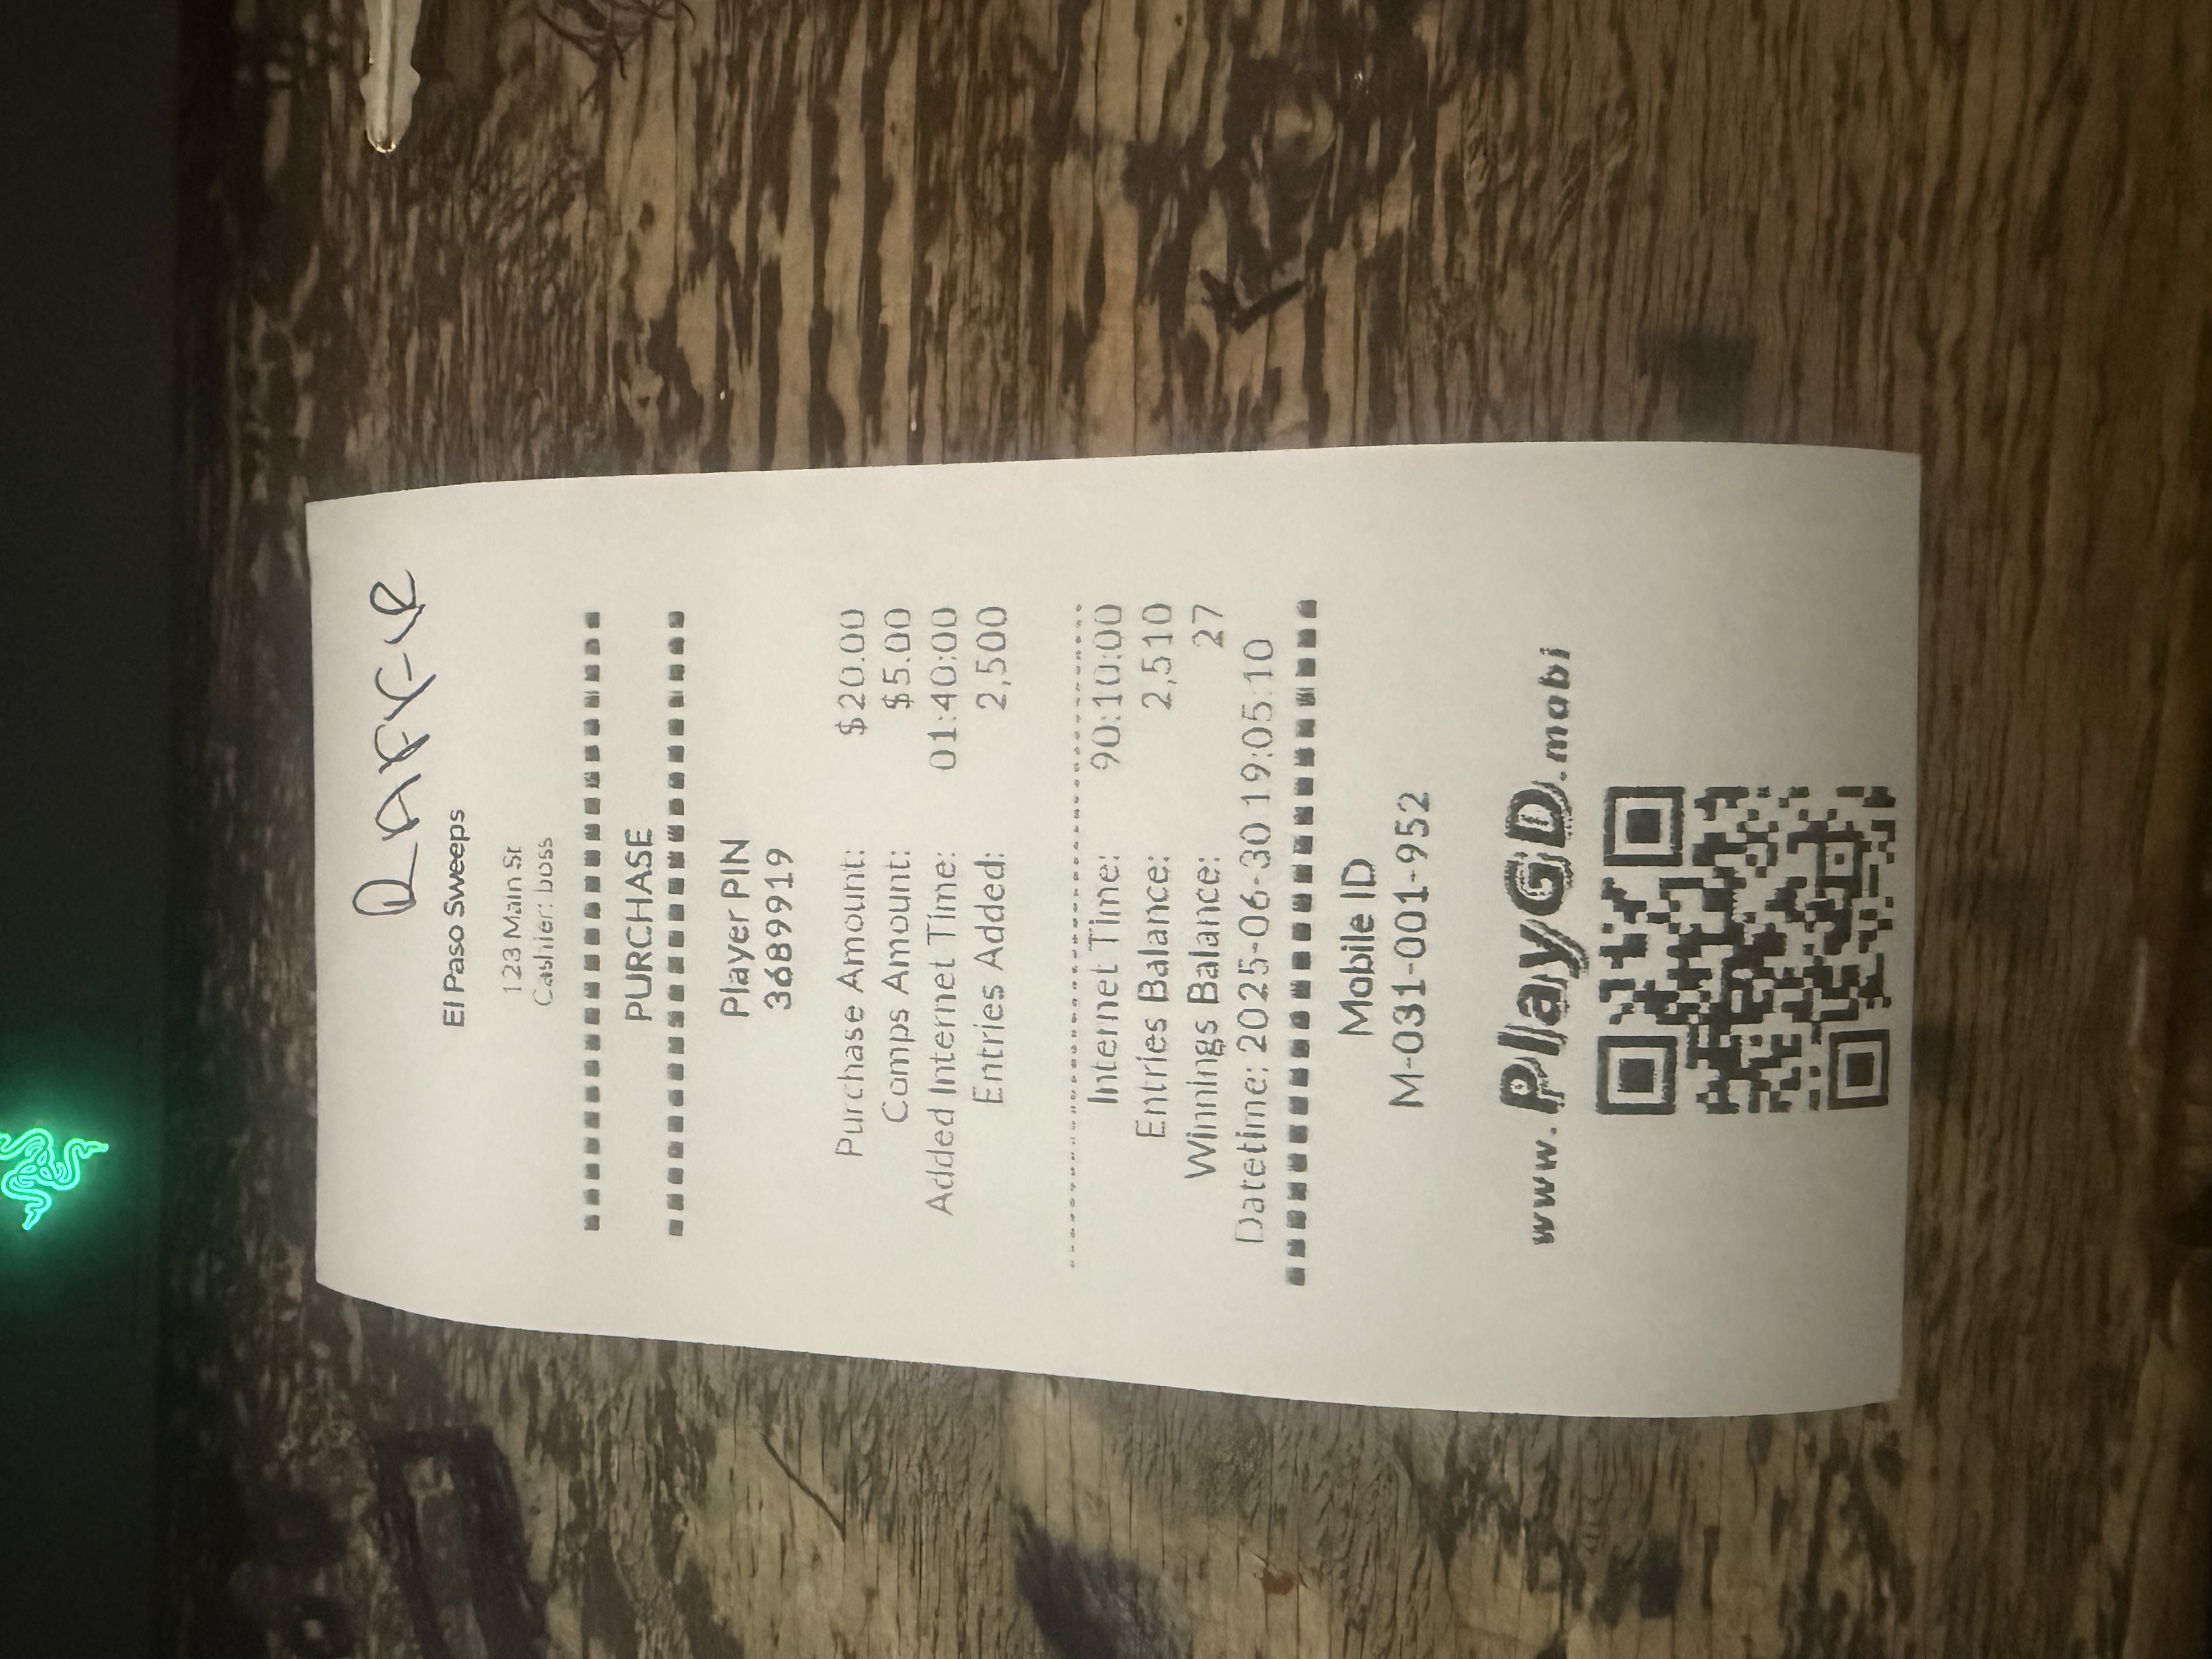 RAFFLE
El Paso Sweeps
123 Main St
Cashier: boss
PURCHASE
Player PIN
36899919
Purchase Amount: $20.00
Comps Amount: $5.00
Added Internet Time: 01:40:00
Entries Added: 2,500
Internet Time: 90:10:00
Entries Balance: 2,510
Winnings Balance: 27
Datetime: 2025-06-30 19:05:10
Mobile ID
M-031-001-952
www.PlayGD.mobi